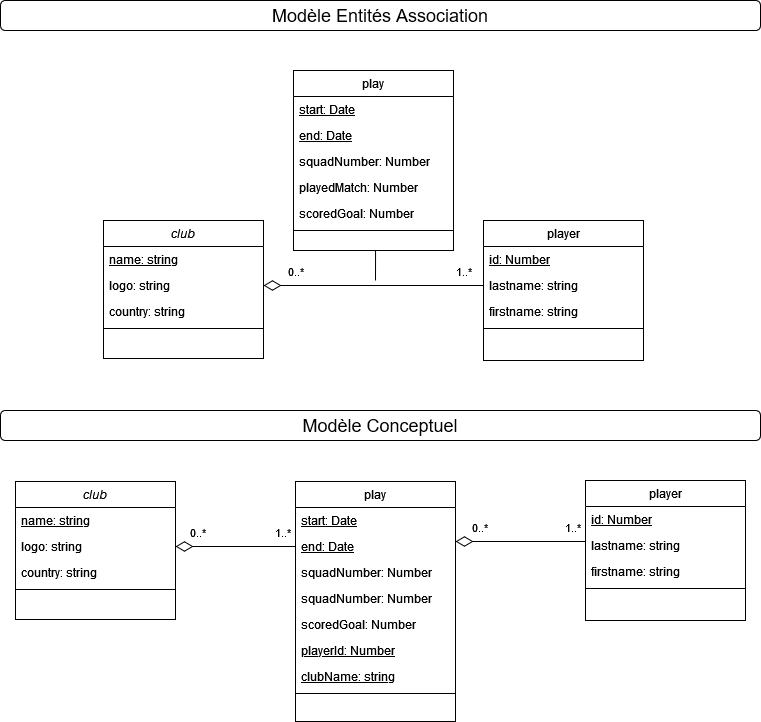 Modèle Entités Association
play
start: Date
end: Date
squadNumber: Number
playedMatch: Number
scoredGoal: Number
club
name: string
logo: string
country: string
0..*
1..*
player
id: Number
lastname: string
firstname: string
Modèle Conceptuel
club
name: string
logo: string
country: string
0..*
1..*
play
start: Date
end: Date
squadNumber: Number
squadNumber: Number
scoredGoal: Number
playerId: Number
clubName: string
0..*
1..*
player
id: Number
lastname: string
firstname: string